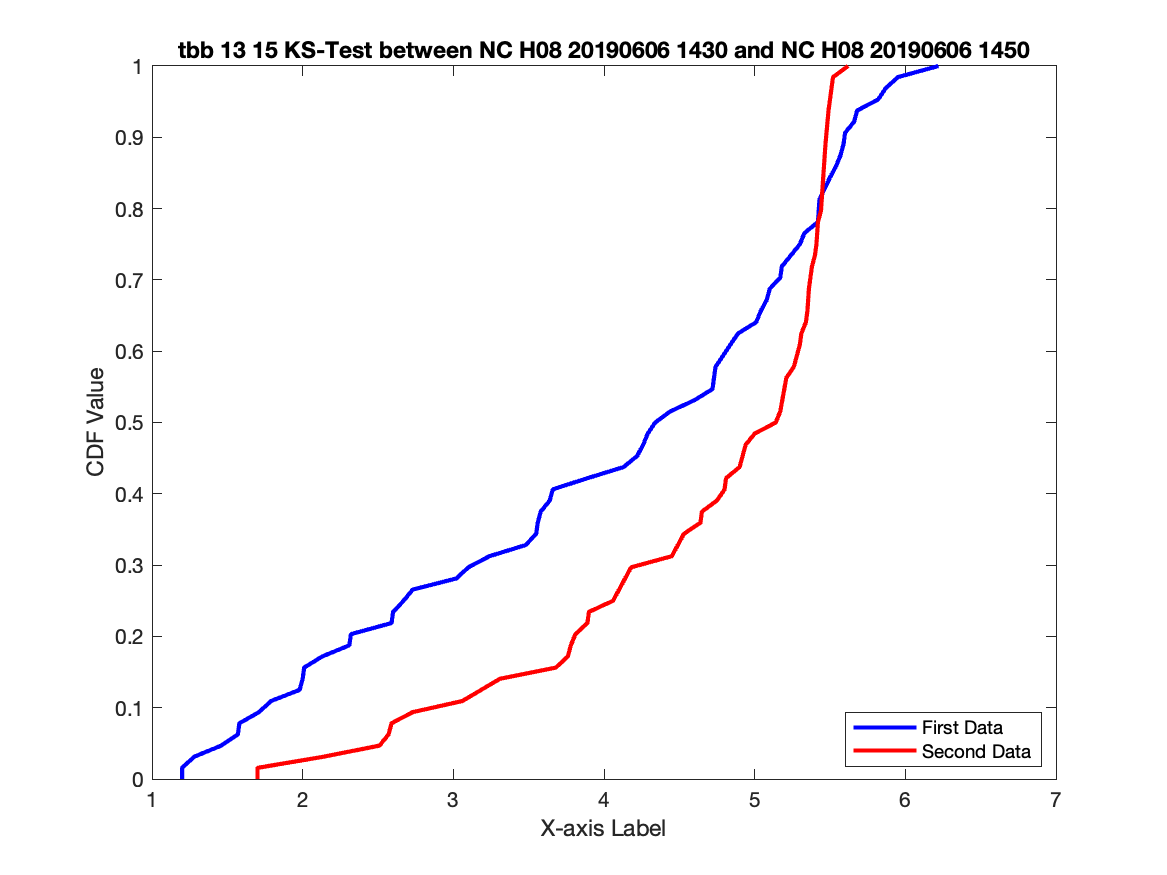 tbb 13 15 KS-Test between NC H08 20190606 1430 and NC H08 20190606 1450
1
0.9
0.8
0.7
0.6
0.5
0.4
0.3
0.2
0.1
0
CDF Value
First Data
Second Data
1 2 3 4 5 6 7
X-axis Label